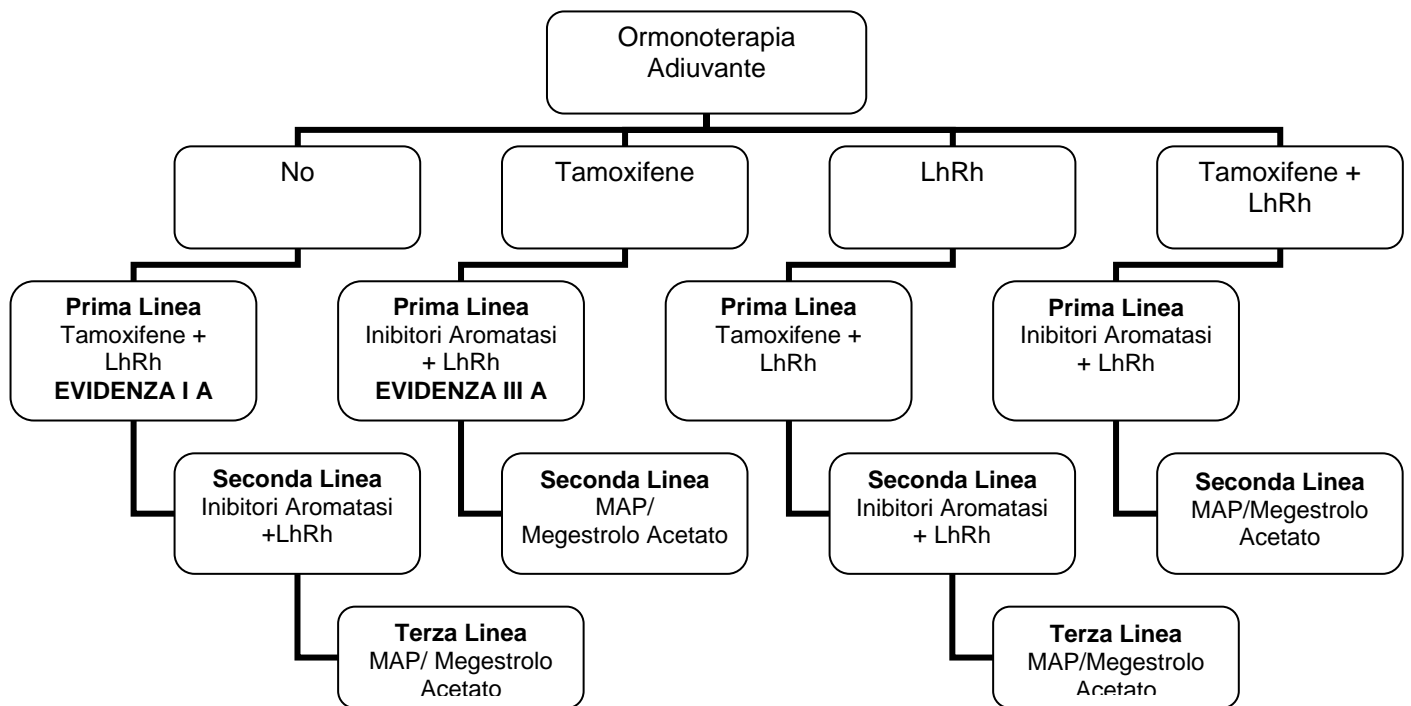 Ormonoterapia
Adiuvante
No
Tamoxifene
LhRh
Tamoxifene +
LhRh
Prima Linea
Tamoxifene +
LhRh
EVIDENZA I A
Prima Linea
Inibitori Aromatasi
+ LhRh
EVIDENZA III A
Prima Linea
Tamoxifene +
LhRh
Prima Linea
Inibitori Aromatasi
+ LhRh
Seconda Linea
Inibitori Aromatasi
+LhRh
Seconda Linea
MAP/
Megestrolo Acetato
Seconda Linea
Inibitori Aromatasi
+ LhRh
Seconda Linea
MAP/Megestrolo
Acetato
Terza Linea
MAP/ Megestrolo
Acetato
Terza Linea
MAP/Megestrolo
Acetato